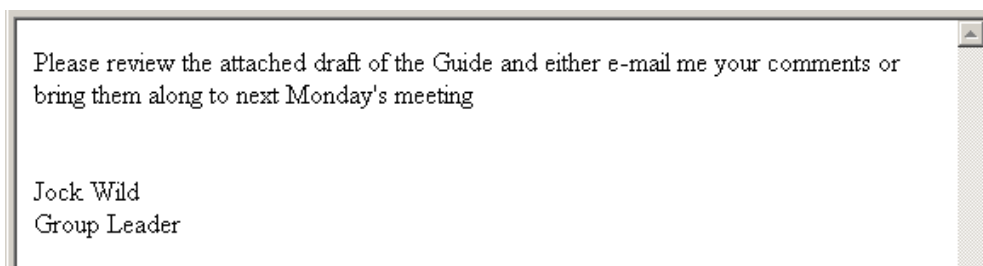 Please review the attached draft of the Guide and either e-mail me your comments or
bring them along to next Monday's meeting
Jock Wild
Group Leader